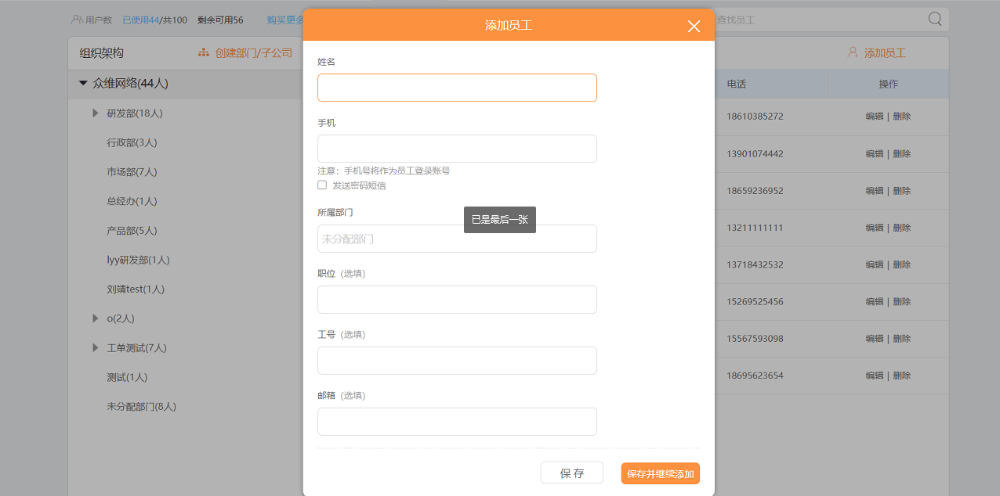 用户数 已使用44/共100 剩余可用56 购买更多
查找员工
组织架构 创建部门/子公司
众维网络(44人)
研发部(18人)
行政部(3人)
市场部(7人)
总经办(1人)
产品部(5人)
lyy研发部(1人)
刘靖test(1人)
o(2人)
工单测试(7人)
测试(1人)
未分配部门(8人)
添加员工
姓名
手机
注意：手机号将作为员工登录账号
发送密码短信
所属部门
已是最后一张
未分配部门
职位 (选填)
工号 (选填)
邮箱 (选填)
保 存 保存并继续添加
添加员工
电话 操作
18610385272 编辑 | 删除
13901074442 编辑 | 删除
18659236952 编辑 | 删除
13211111111 编辑 | 删除
13718432532 编辑 | 删除
15269525456 编辑 | 删除
15567593098 编辑 | 删除
18695623654 编辑 | 删除